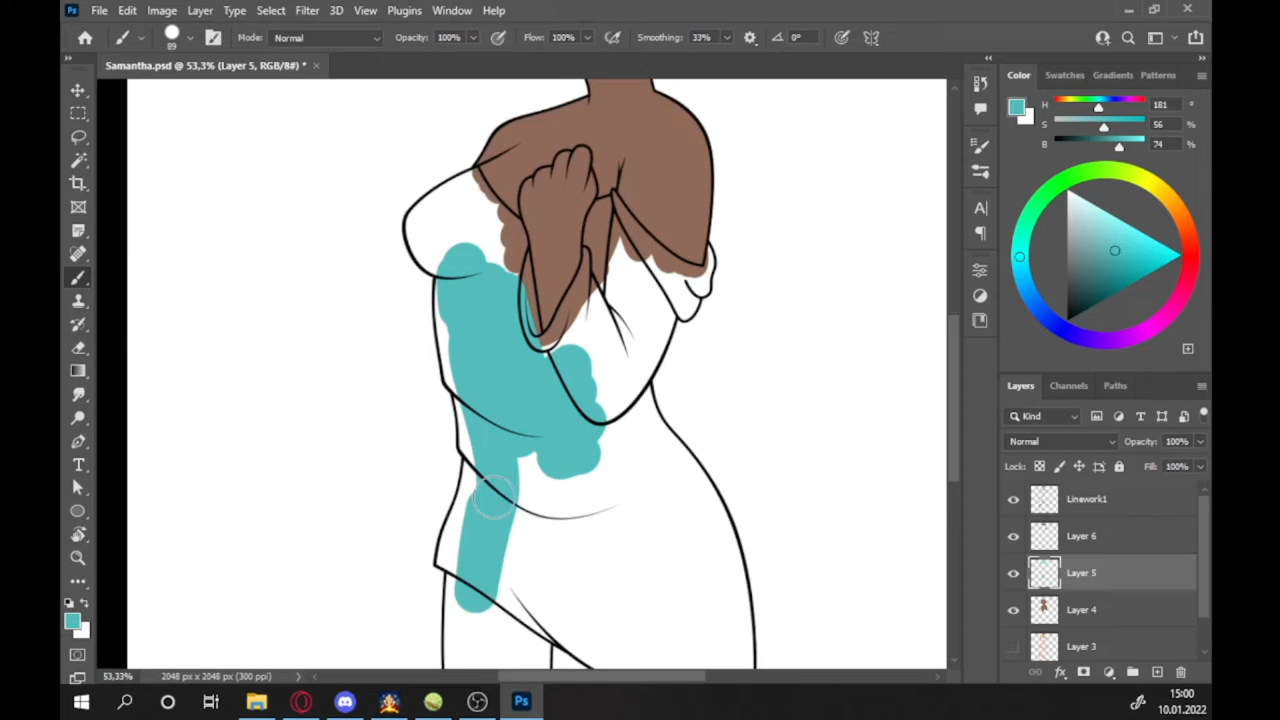 Ps File Edit Image Layer Type Select Filter 3D View Plugins Window Help
89 Mode: Normal Opacity: 100% Flow: 100% Smoothing: 33% 0°
Samantha.psd @ 53,3% (Layer 5, RGB/8#) * ×
Color Swatches Gradients Patterns
H 181 °
S 56 %
B 74 %
Layers Channels Paths
Kind
Normal Opacity: 100%
Lock: Fill: 100%
Linework1
Layer 6
Layer 5
Layer 4
Layer 3
53,33% 2048 px x 2048 px (300 ppi)
Ps 15:00
10.01.2022